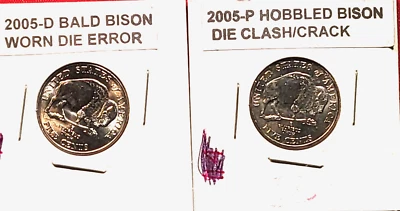 2005-D BALD BISON
WORN DIE ERROR
2005-P HOBBLED BISON
DIE CLASH/CRACK
UNITED STATES of AMERICA
FIVE CENTS
UNITED STATES of AMERICA
FIVE CENTS